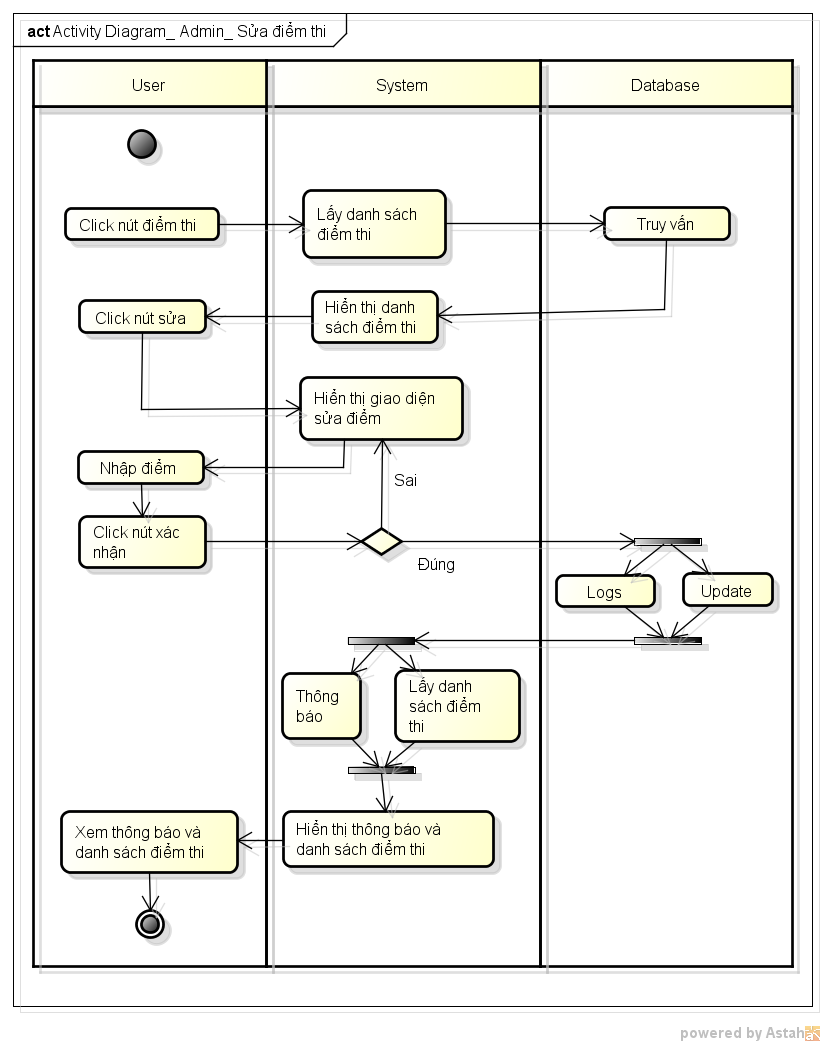 act Activity Diagram_ Admin_ Sửa điểm thi
User
System
Database
Click nút điểm thi
Lấy danh sách
điểm thi
Truy vấn
Click nút sửa
Hiển thị danh
sách điểm thi
Hiển thị giao diện
sửa điểm
Nhập điểm
Sai
Click nút xác
nhận
Đúng
Logs
Update
Thông
báo
Lấy danh
sách điểm
thi
Xem thông báo và
danh sách điểm thi
Hiển thị thông báo và
danh sách điểm thi
powered by Astah